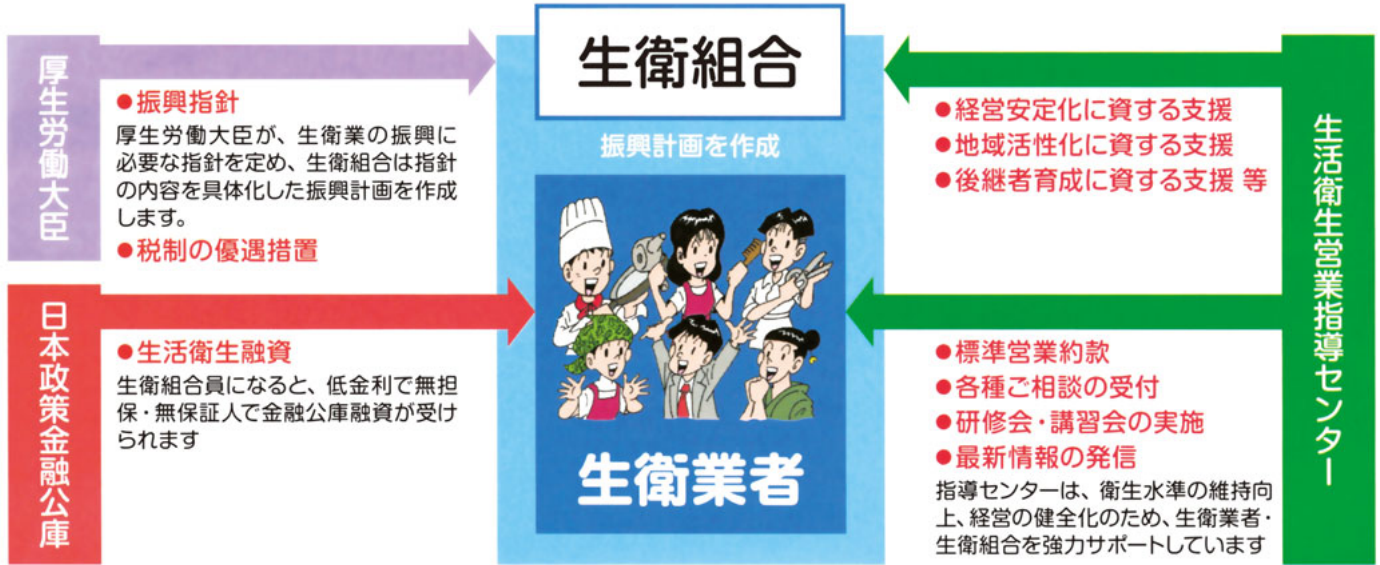 厚生労働大臣
●振興指針
厚生労働大臣が、生衛業の振興に
必要な指針を定め、生衛組合は指針
の内容を具体化した振興計画を作成
します。
●税制の優遇措置
日本政策金融公庫
●生活衛生融資
生衛組合員になると、低金利で無担
保・無保証人で金融公庫融資が受け
られます
生衛組合
振興計画を作成
生衛業者
●経営安定化に資する支援
●地域活性化に資する支援
●後継者育成に資する支援 等
●標準営業約款
●各種ご相談の受付
●研修会・講習会の実施
●最新情報の発信
指導センターは、衛生水準の維持向
上、経営の健全化のため、生衛業者・
生衛組合を強力サポートしています
生活衛生営業指導センター